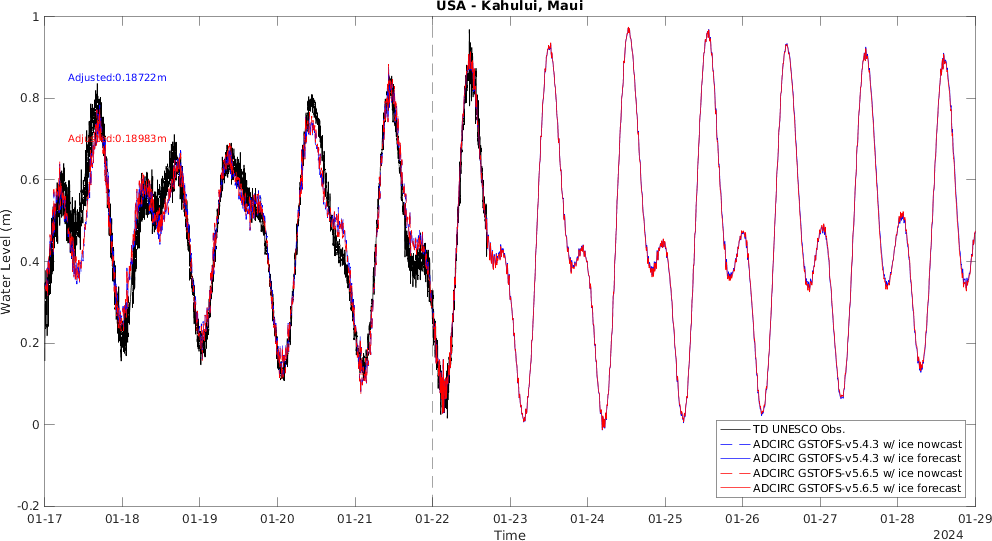 USA - Kahului, Maui
1
0.8
0.6
0.4
0.2
0
-0.2
Water Level (m)
Adjusted:0.18722m
Adjusted:0.18983m
TD UNESCO Obs.
ADCIRC GSTOFS-v5.4.3 w/ ice nowcast
ADCIRC GSTOFS-v5.4.3 w/ ice forecast
ADCIRC GSTOFS-v5.6.5 w/ ice nowcast
ADCIRC GSTOFS-v5.6.5 w/ ice forecast
01-17 01-18 01-19 01-20 01-21 01-22 01-23 01-24 01-25 01-26 01-27 01-28 01-29
Time
2024